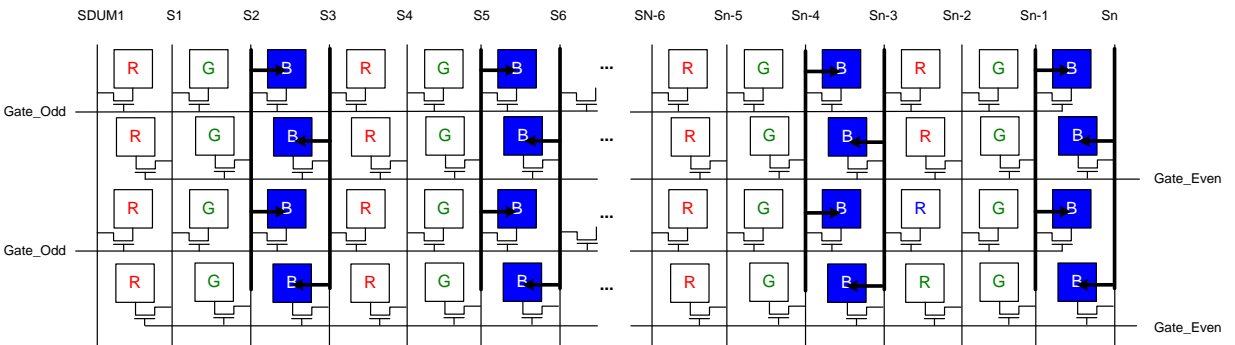 SDUM1 S1 S2 S3 S4 S5 S6 SN-6 Sn-5 Sn-4 Sn-3 Sn-2 Sn-1 Sn
R G B R G B ... R G B R G B
Gate_Odd
R G B R G B ... R G B R G B
Gate_Even
R G B R G B ... R G B R G B
Gate_Odd
R G B R G B ... R G B R G B
Gate_Even